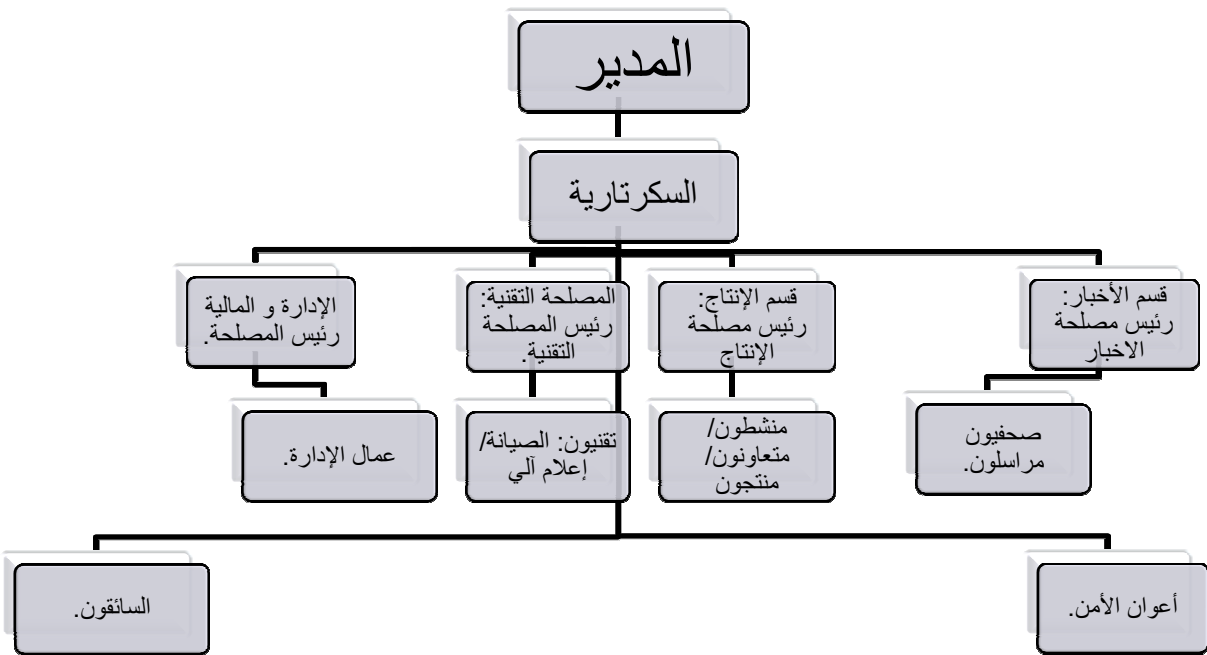 المدير
السكرتارية
قسم الأخبار:
رئيس مصلحة
الاخبار
قسم الإنتاج:
رئيس مصلحة
الإنتاج
المصلحة التقنية:
رئيس المصلحة
التقنية.
الإدارة و المالية
رئيس المصلحة.
صحفيون
مراسلون.
منشطون/
متعاونون/
منتجون
تقنيون: الصيانة/
إعلام آلي
عمال الإدارة.
أعوان الأمن.
السائقون.